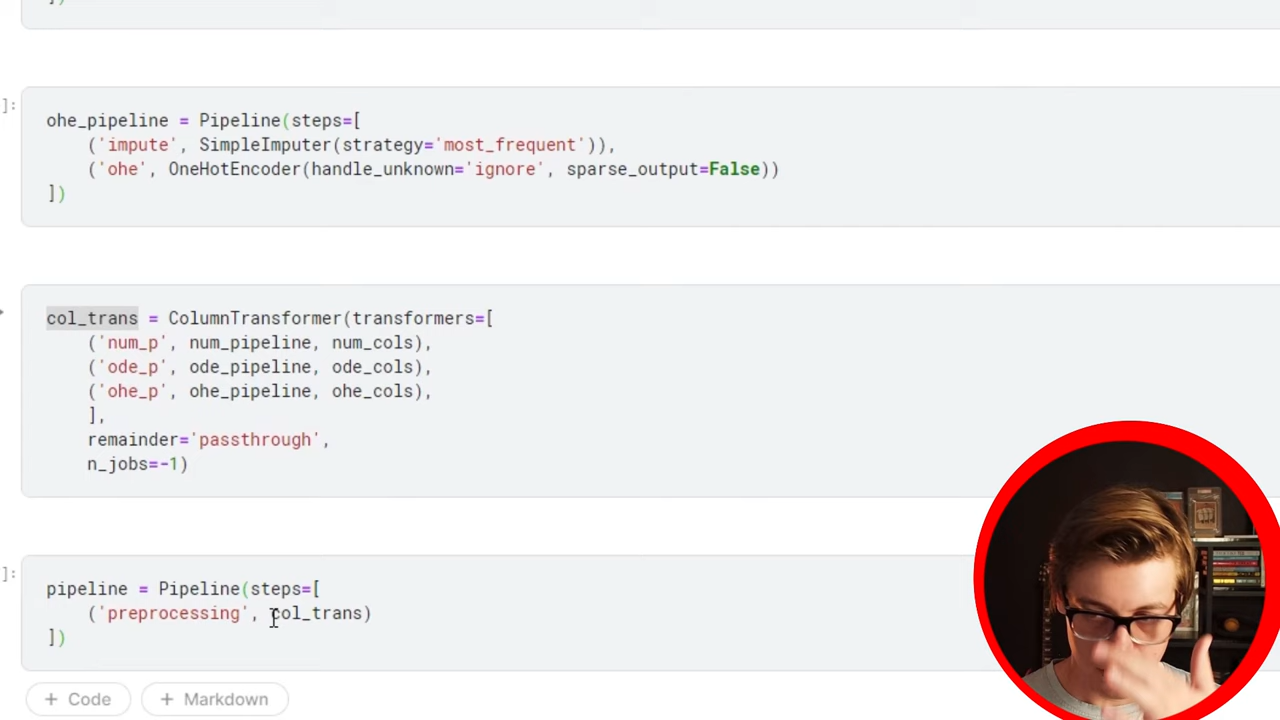 ])
]:
ohe_pipeline = Pipeline(steps=[
('impute', SimpleImputer(strategy='most_frequent')),
('ohe', OneHotEncoder(handle_unknown='ignore', sparse_output=False))
])
col_trans = ColumnTransformer(transformers=[
('num_p', num_pipeline, num_cols),
('ode_p', ode_pipeline, ode_cols),
('ohe_p', ohe_pipeline, ohe_cols),
],
remainder='passthrough',
n_jobs=-1)
]:
pipeline = Pipeline(steps=[
('preprocessing', col_trans)
])
+ Code
+ Markdown